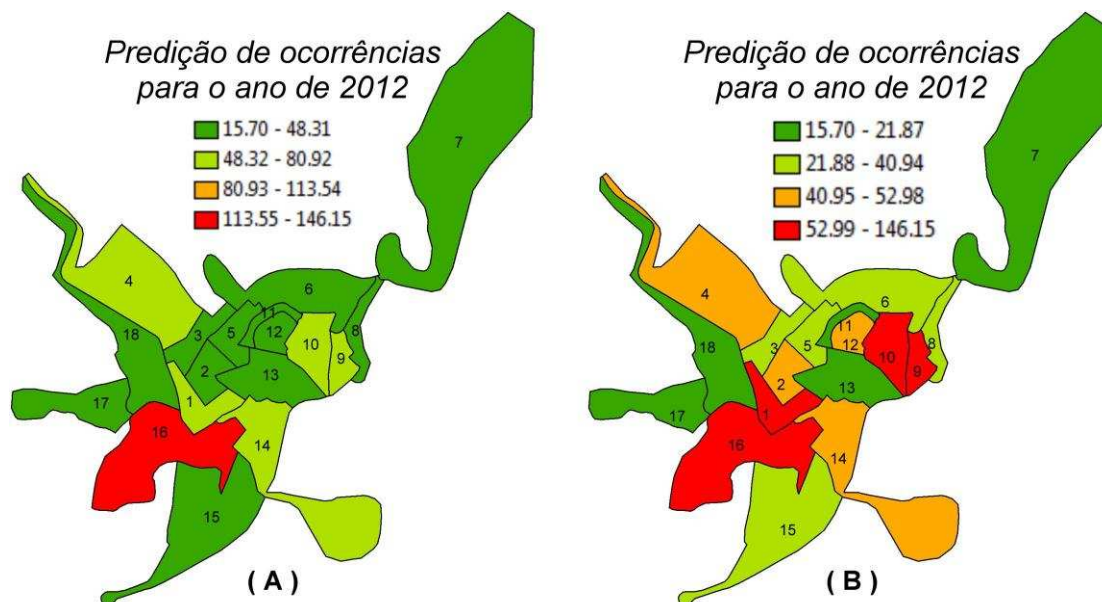 Predição de ocorrências
para o ano de 2012
15.70 - 48.31
48.32 - 80.92
80.93 - 113.54
113.55 - 146.15
7
4
6
11
18
3
5
12
8
10
9
2
13
17
1
16
14
15
( A )
Predição de ocorrências
para o ano de 2012
15.70 - 21.87
21.88 - 40.94
40.95 - 52.98
52.99 - 146.15
7
4
6
11
18
3
5
12
8
10
9
2
13
17
1
16
14
15
( B )